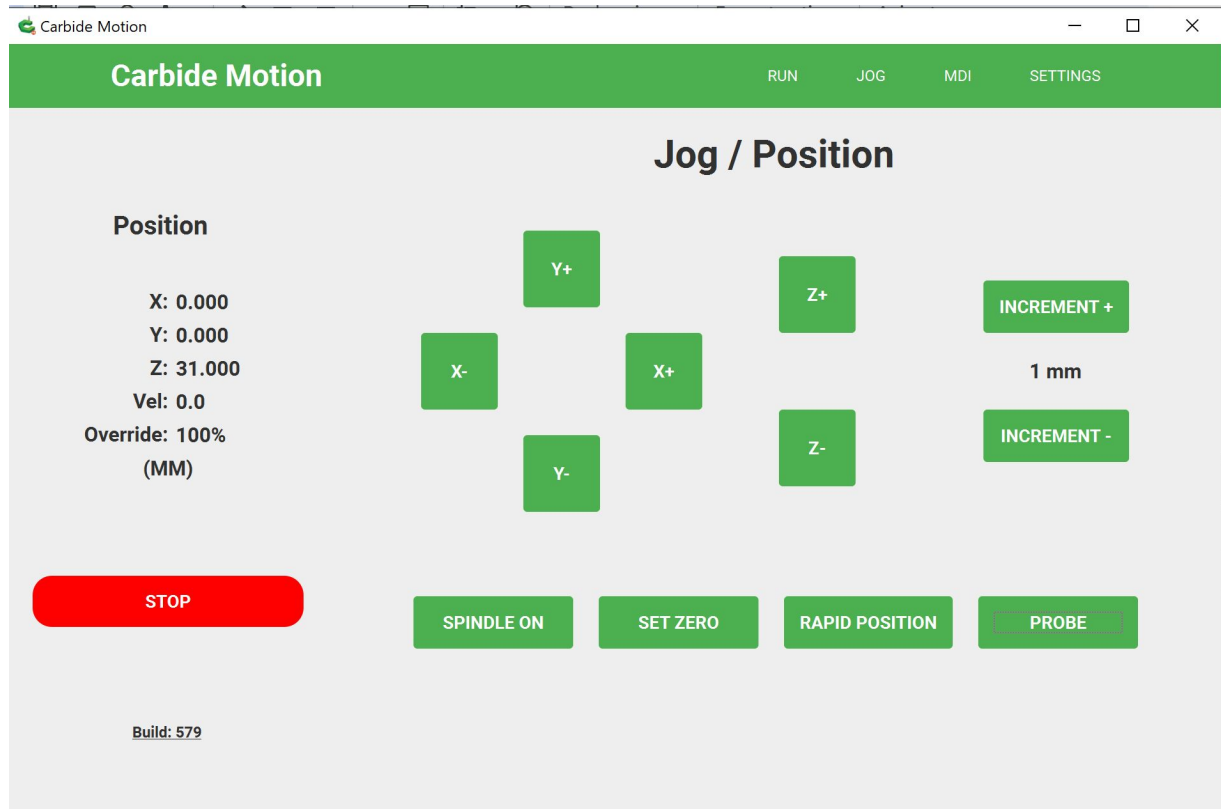 Carbide Motion
Carbide Motion
RUN JOG MDI SETTINGS
Jog / Position
Position
X: 0.000
Y: 0.000
Z: 31.000
Vel: 0.0
Override: 100%
(MM)
Y+
X-
X+
Y-
Z+
Z-
INCREMENT +
1 mm
INCREMENT -
STOP
SPINDLE ON
SET ZERO
RAPID POSITION
PROBE
Build: 579